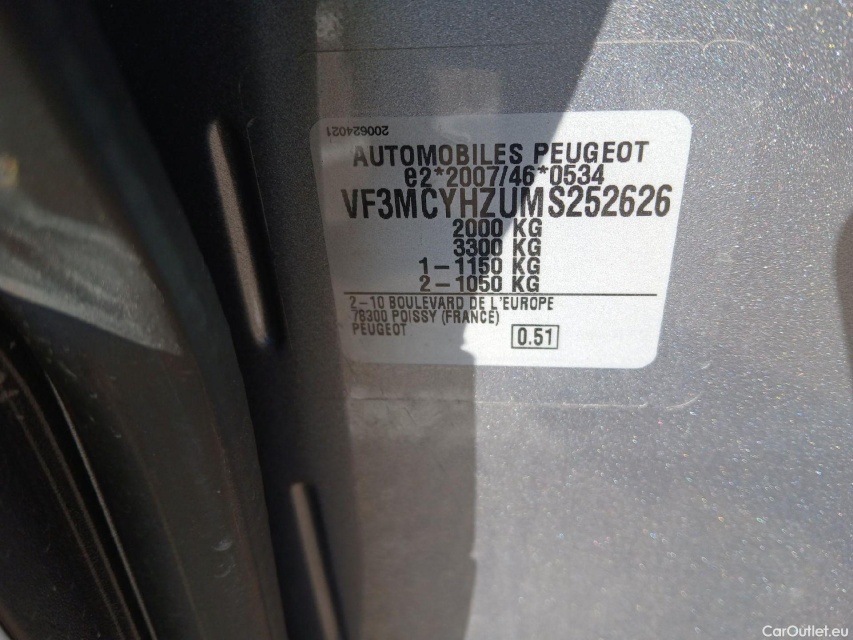 200624021
AUTOMOBILES PEUGEOT
e2*2007/46*0534
VF3MCYHZUMS252626
2000 KG
3300 KG
1-1150 KG
2-1050 KG
2-10 BOULEVARD DE L'EUROPE
78300 POISSY (FRANCE)
PEUGEOT
0.51
CarOutlet.eu